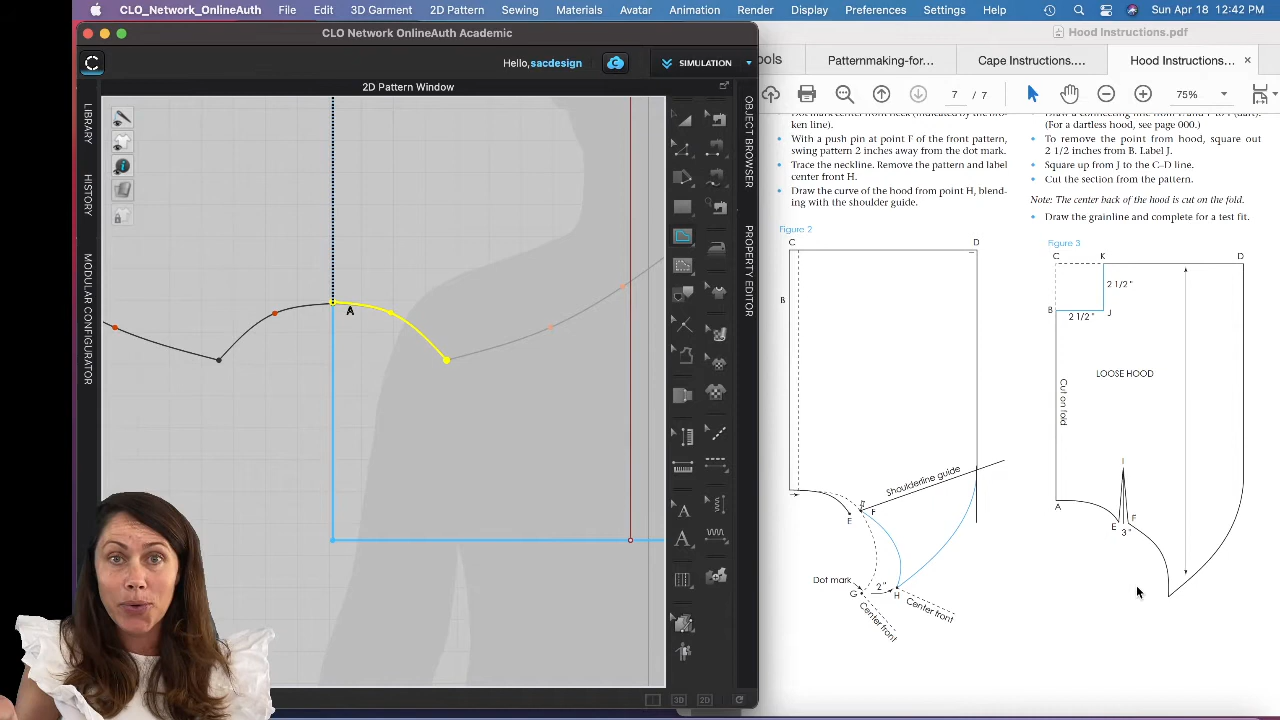 CLO_Network_OnlineAuth File Edit 3D Garment 2D Pattern Sewing Materials Avatar Animation Render Display Preferences Settings Help Sun Apr 18 12:42 PM
CLO Network OnlineAuth Academic
Hello,sacdesign
SIMULATION
2D Pattern Window
LIBRARY
HISTORY
MODULAR CONFIGURATOR
OBJECT BROWSER
PROPERTY EDITOR
A
3D
2D
Hood Instructions.pdf
ools
Patternmaking-for...
Cape Instructions....
Hood Instructions... ×
7 / 7
75%
ken line).
• With a push pin at point F of the front pattern,
swing pattern 2 inches away from the dot mark.
• Trace the neckline. Remove the pattern and label
center front H.
• Draw the curve of the hood from point H, blend-
ing with the shoulder guide.
(For a dartless hood, see page 000.)
• To remove the point from hood, square out
2 1/2 inches from B. Label J.
• Square up from J to the C–D line.
• Cut the section from the pattern.
Note: The center back of the hood is cut on the fold.
• Draw the grainline and complete for a test fit.
Figure 2
C
D
B
Shoulderline guide
E
F
Dot mark
G
2"
H
Center front
Center front
Figure 3
C
K
D
2 1/2"
B
J
2 1/2"
LOOSE HOOD
Cut on fold
I
A
E
F
3"